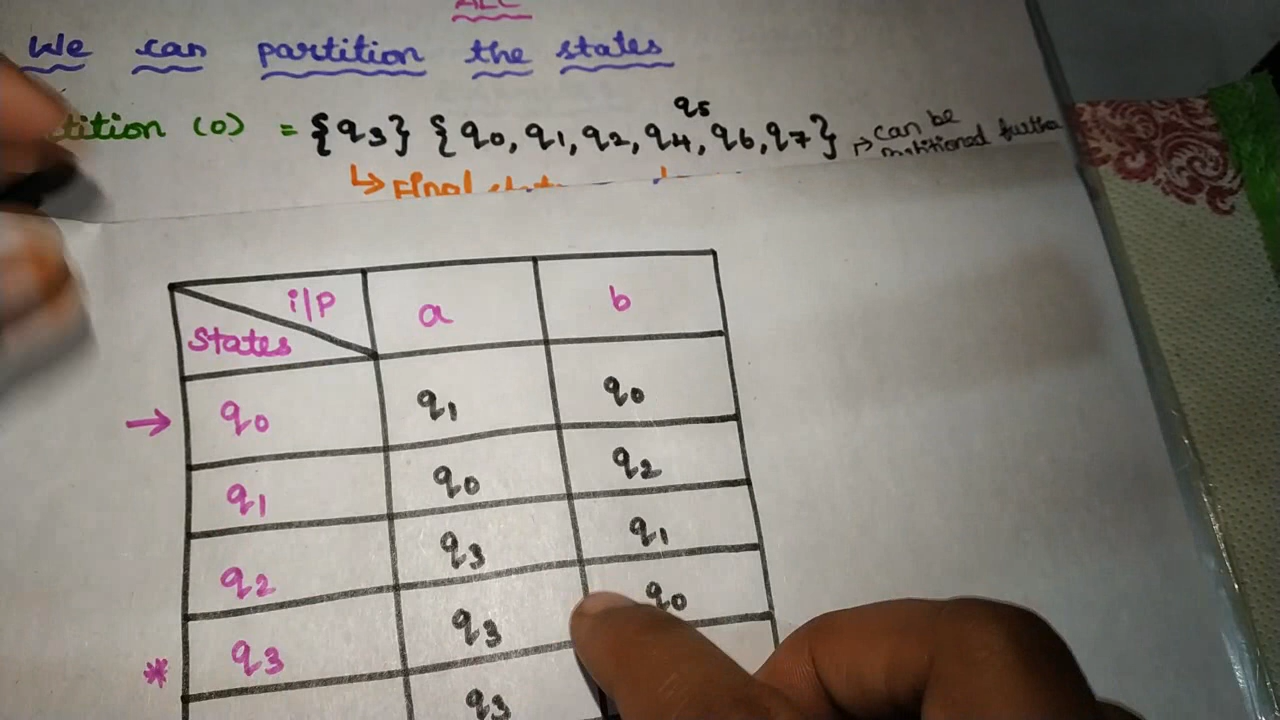 We can partition the states
q5
(0) = {q3} {q0, q1, q2, q4, q6, q7} ↳ can be
↳ Final
i/p a b
States
→ q0 q1 q0
q1 q0 q2
q2 q3 q1
* q3 q3 q0
q3